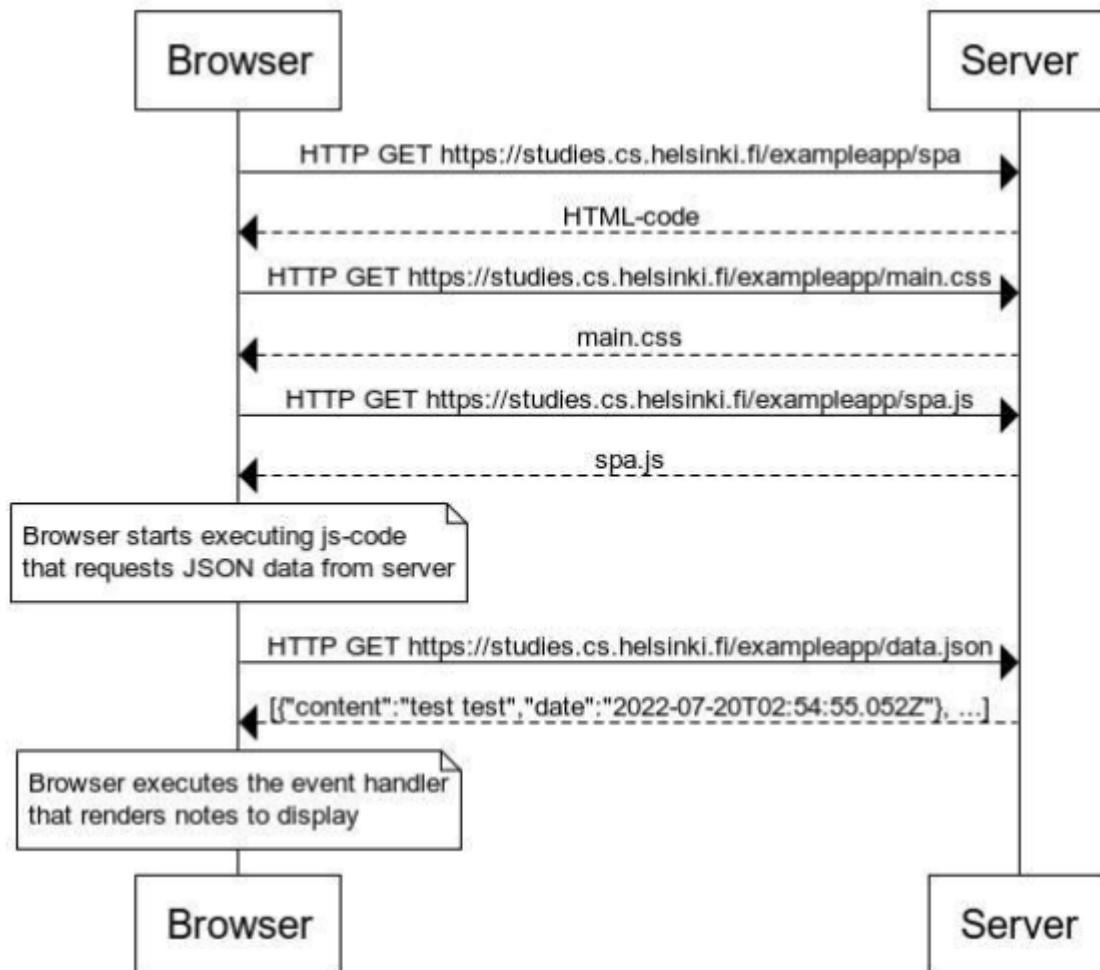 Browser
Server
HTTP GET https://studies.cs.helsinki.fi/exampleapp/spa
HTML-code
HTTP GET https://studies.cs.helsinki.fi/exampleapp/main.css
main.css
HTTP GET https://studies.cs.helsinki.fi/exampleapp/spa.js
spa.js
Browser starts executing js-code
that requests JSON data from server
HTTP GET https://studies.cs.helsinki.fi/exampleapp/data.json
[{"content":"test test","date":"2022-07-20T02:54:55.052Z"}, ...]
Browser executes the event handler
that renders notes to display
Browser
Server